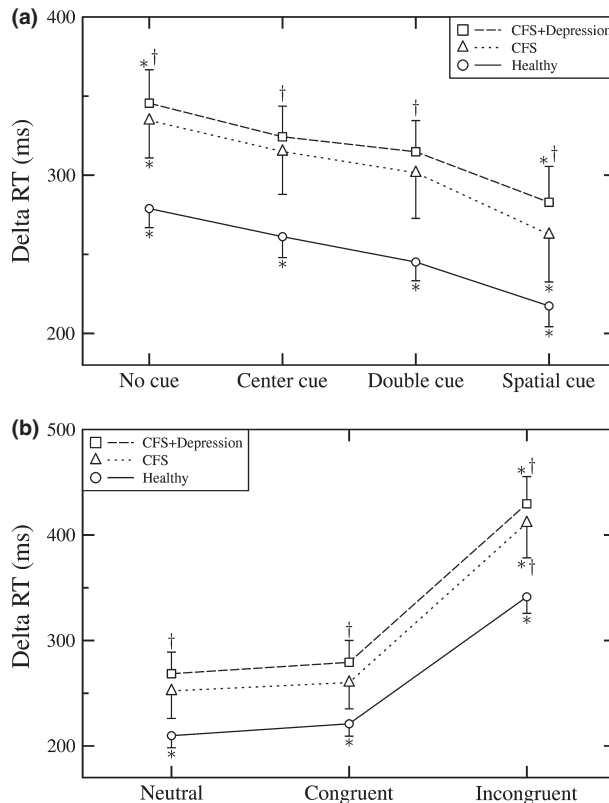 (a)
400
300
200
Delta RT (ms)
CFS+Depression
CFS
Healthy
*†
†
†
*†
*
*
*
*
*
*
No cue Center cue Double cue Spatial cue
(b)
500
400
300
200
Delta RT (ms)
CFS+Depression
CFS
Healthy
*†
*†
*
†
†
*
*
Neutral Congruent Incongruent